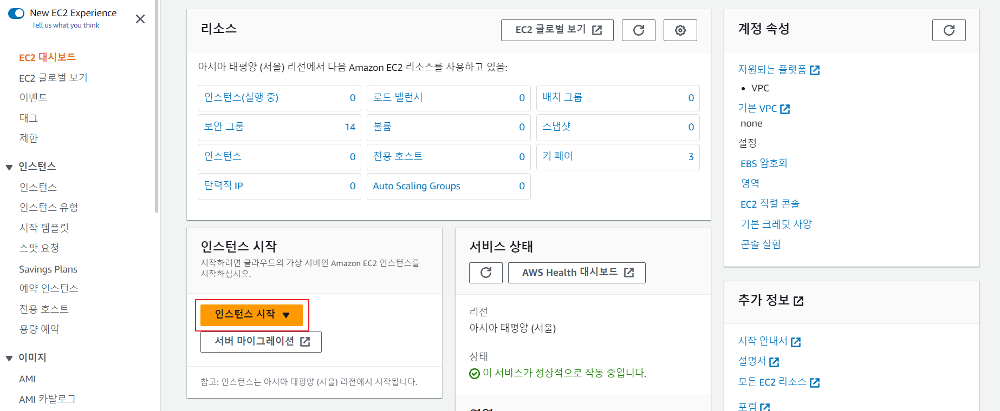 New EC2 Experience
Tell us what you think
EC2 대시보드
EC2 글로벌 보기
이벤트
태그
제한
인스턴스
인스턴스
인스턴스 유형
시작 템플릿
스팟 요청
Savings Plans
예약 인스턴스
전용 호스트
용량 예약
이미지
AMI
AMI 카탈로그
리소스
EC2 글로벌 보기
아시아 태평양 (서울) 리전에서 다음 Amazon EC2 리소스를 사용하고 있음:
인스턴스(실행 중) 0
로드 밸런서 0
배치 그룹 0
보안 그룹 14
볼륨 0
스냅샷 0
인스턴스 0
전용 호스트 0
키 페어 3
탄력적 IP 0
Auto Scaling Groups 0
인스턴스 시작
시작하려면 클라우드의 가상 서버인 Amazon EC2 인스턴스를
시작하십시오.
인스턴스 시작
서버 마이그레이션
참고: 인스턴스는 아시아 태평양 (서울) 리전에서 시작됩니다.
서비스 상태
AWS Health 대시보드
리전
아시아 태평양 (서울)
상태
이 서비스가 정상적으로 작동 중입니다.
계정 속성
지원되는 플랫폼
• VPC
기본 VPC
none
설정
EBS 암호화
영역
EC2 직렬 콘솔
기본 크레딧 사양
콘솔 실험
추가 정보
시작 안내서
설명서
모든 EC2 리소스
포럼